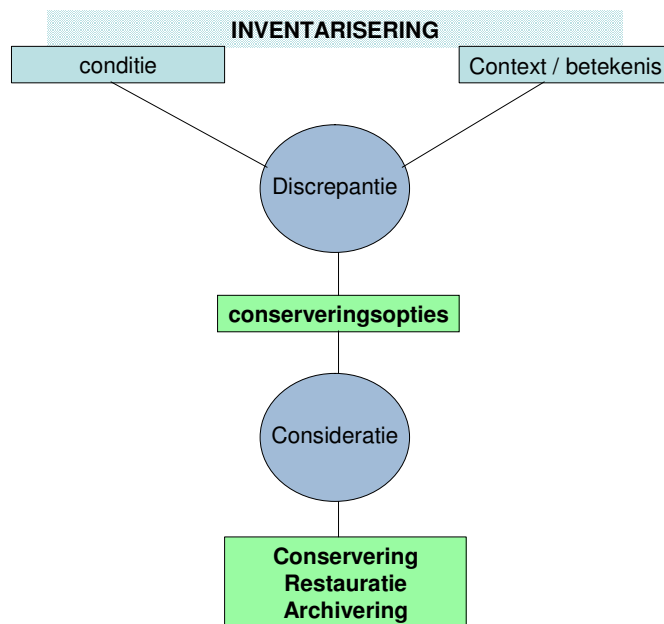 INVENTARISERING
conditie
Context / betekenis
Discrepantie
conserveringsopties
Consideratie
Conservering
Restauratie
Archivering